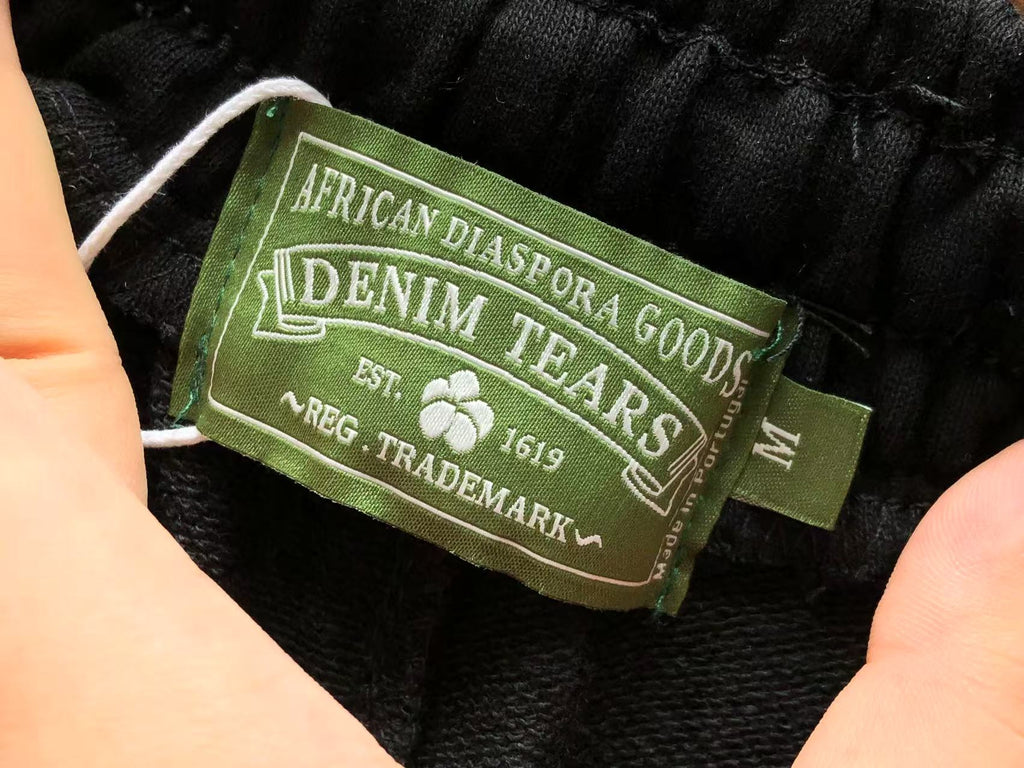 AFRICAN DIASPORA GOODS
DENIM TEARS
EST. 1619
~REG . TRADEMARK~
Made in Portugal
M